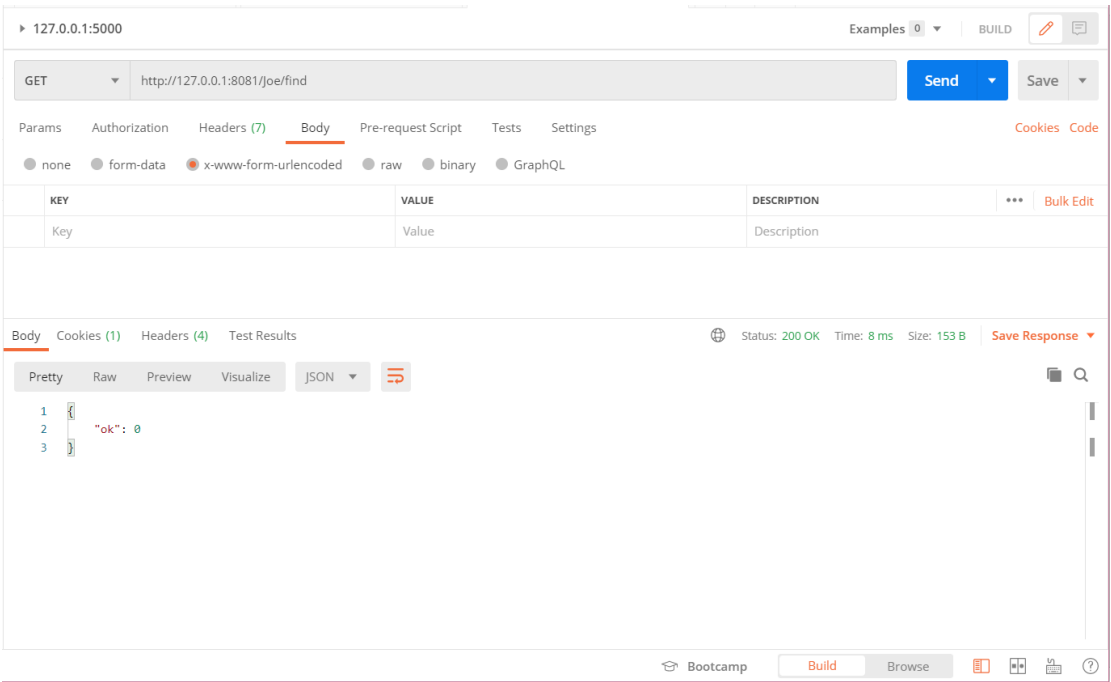 127.0.0.1:5000 Examples 0 BUILD
GET http://127.0.0.1:8081/Joe/find Send Save
Params Authorization Headers (7) Body Pre-request Script Tests Settings Cookies Code
none form-data x-www-form-urlencoded raw binary GraphQL
KEY VALUE DESCRIPTION ••• Bulk Edit
Key Value Description
Body Cookies (1) Headers (4) Test Results Status: 200 OK Time: 8 ms Size: 153 B Save Response
Pretty Raw Preview Visualize JSON
1 {
2 "ok": 0
3 }
Bootcamp Build Browse